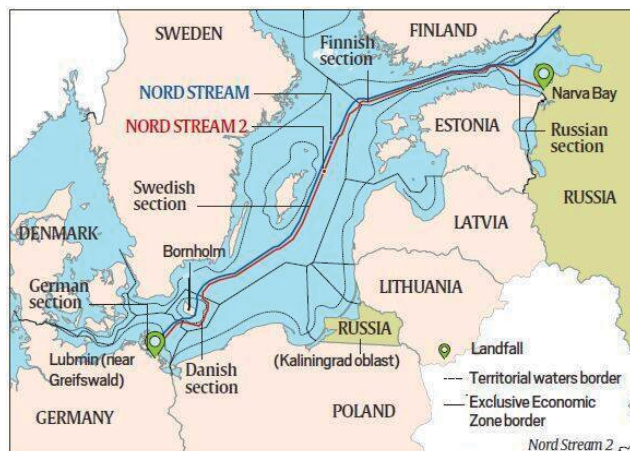 SWEDEN
FINLAND
Finnish
section
NORD STREAM
Narva Bay
NORD STREAM 2
ESTONIA
Russian
section
Swedish
section
RUSSIA
LATVIA
DENMARK
Bornholm
German
section
LITHUANIA
RUSSIA
Landfall
Lubmin (near
Greifswald)
Danish
section
(Kaliningrad oblast)
Territorial waters border
Exclusive Economic
Zone border
GERMANY
POLAND
Nord Stream 2